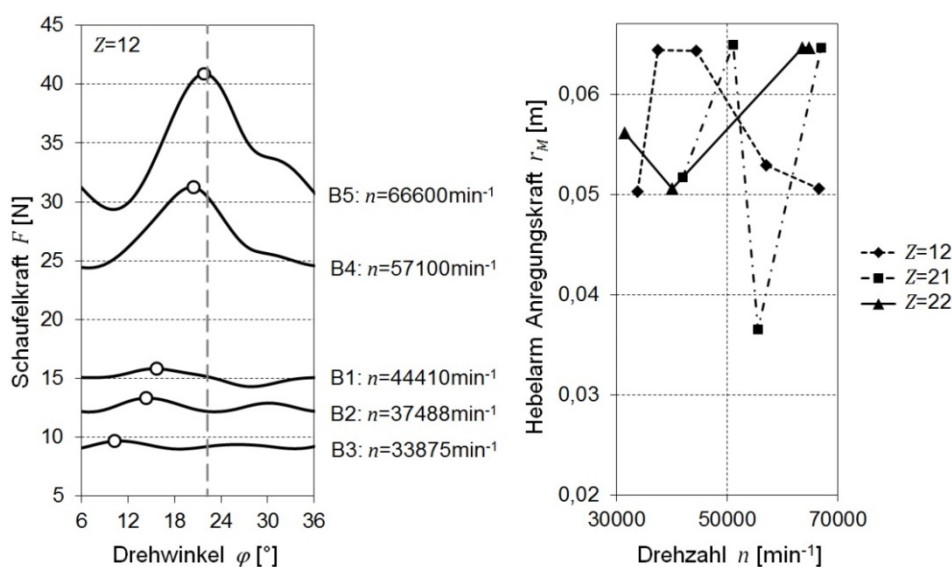 Z=12
Schaufelkraft F [N]
45
40
35
30
25
20
15
10
5
6 12 18 24 30 36
Drehwinkel φ [°]
B5: n=66600min-1
B4: n=57100min-1
B1: n=44410min-1
B2: n=37488min-1
B3: n=33875min-1
Hebelarm Anregungskraft rM [m]
0,06
0,05
0,04
0,03
0,02
30000 50000 70000
Drehzahl n [min-1]
Z=12
Z=21
Z=22